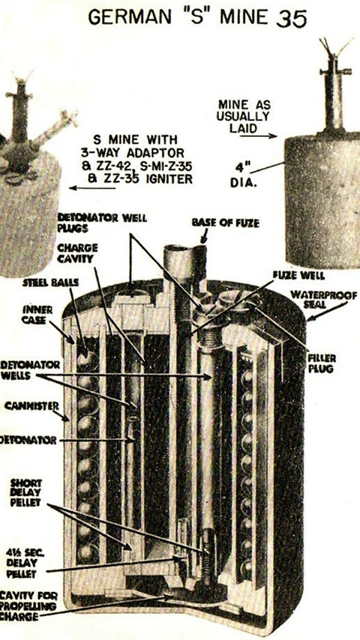 GERMAN "S" MINE 35
MINE AS
USUALLY
LAID
S MINE WITH
3-WAY ADAPTOR
& ZZ-42, S-MI-Z-35
& ZZ-35 IGNITER
4"
DIA.
DETONATOR WELL
PLUGS
BASE OF FUZE
CHARGE
CAVITY
FUZE WELL
STEEL BALLS
WATERPROOF
SEAL
INNER
CASE
FILLER
PLUG
DETONATOR
WELLS
CANNISTER
DETONATOR
SHORT
DELAY
PELLET
4½ SEC.
DELAY
PELLET
CAVITY FOR
PROPELLING
CHARGE